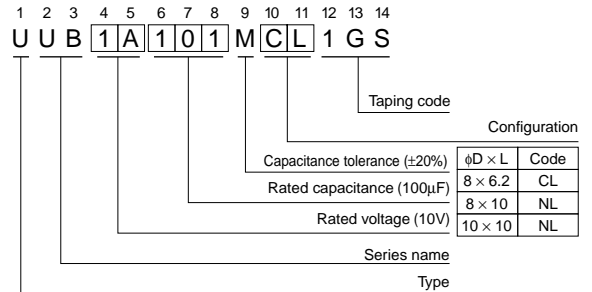 1 2 3 4 5 6 7 8 9 10 11 12 13 14
U U B 1 A 1 0 1 M C L 1 G S
Taping code
Configuration
Capacitance tolerance (±20%)
Rated capacitance (100µF)
Rated voltage (10V)
Series name
Type
ϕD × L Code
8 × 6.2 CL
8 × 10 NL
10 × 10 NL